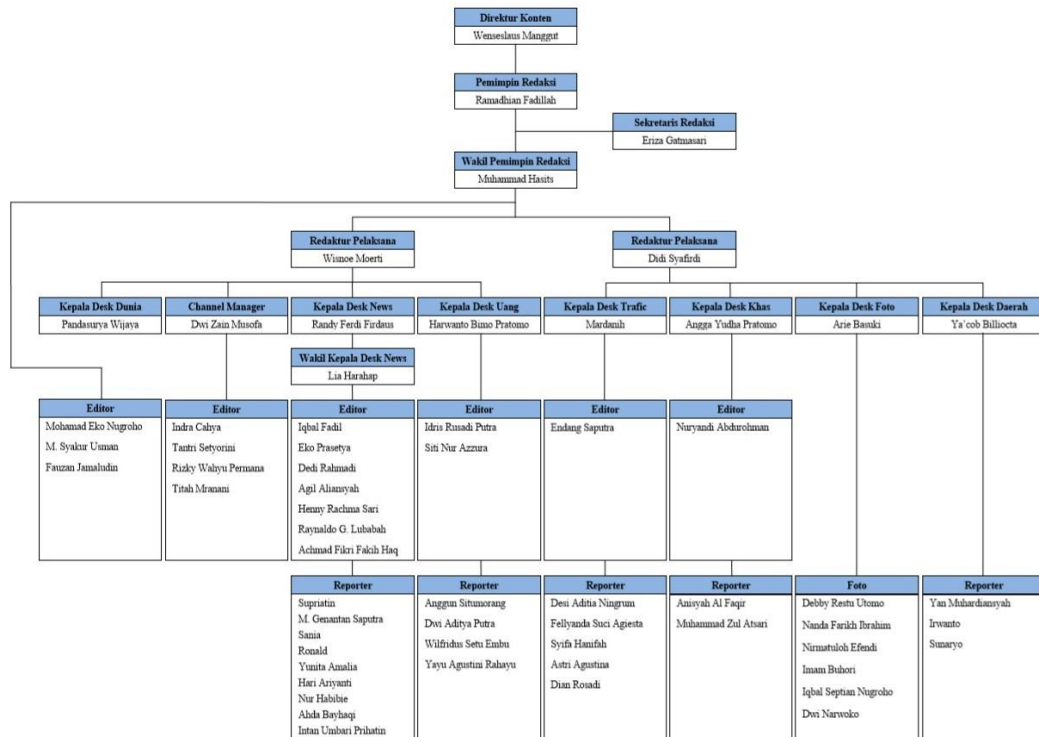 Direktur Konten
Wenseslaus Manggut
Pemimpin Redaksi
Ramadhian Fadillah
Sekretaris Redaksi
Eriza Gatmasari
Wakil Pemimpin Redaksi
Muhammad Hasits
Redaktur Pelaksana
Wisnoe Moerti
Redaktur Pelaksana
Didi Syafirdi
Kepala Desk Dunia
Pandasurya Wijaya
Channel Manager
Dwi Zain Musofa
Kepala Desk News
Randy Ferdi Firdaus
Kepala Desk Uang
Harwanto Bimo Pratomo
Kepala Desk Trafic
Mardanih
Kepala Desk Khas
Angga Yudha Pratomo
Kepala Desk Foto
Arie Basuki
Kepala Desk Daerah
Ya`cob Billiocta
Wakil Kepala Desk News
Lia Harahap
Editor
Mohamad Eko Nugroho
M. Syakur Usman
Fauzan Jamaludin
Editor
Indra Cahya
Tantri Setyorini
Rizky Wahyu Permana
Titah Mranani
Editor
Iqbal Fadil
Eko Prasetya
Dedi Rahmadi
Agil Aliansyah
Henny Rachma Sari
Raynaldo G. Lubabah
Achmad Fikri Fakih Haq
Editor
Idris Rusadi Putra
Siti Nur Azzura
Editor
Endang Saputra
Editor
Nuryandi Abdurohman
Reporter
Supriatin
M. Genantan Saputra
Sania
Ronald
Yunita Amalia
Hari Ariyanti
Nur Habibie
Ahda Bayhaqi
Intan Umbari Prihatin
Reporter
Anggun Situmorang
Dwi Aditya Putra
Wilfridus Setu Embu
Yayu Agustini Rahayu
Reporter
Desi Aditia Ningrum
Fellyanda Suci Agiesta
Syifa Hanifah
Astri Agustina
Dian Rosadi
Reporter
Anisyah Al Faqir
Muhammad Zul Atsari
Foto
Debby Restu Utomo
Nanda Farikh Ibrahim
Nirmatuloh Efendi
Imam Buhori
Iqbal Septian Nugroho
Dwi Narwoko
Reporter
Yan Muhardiansyah
Irwanto
Sunaryo